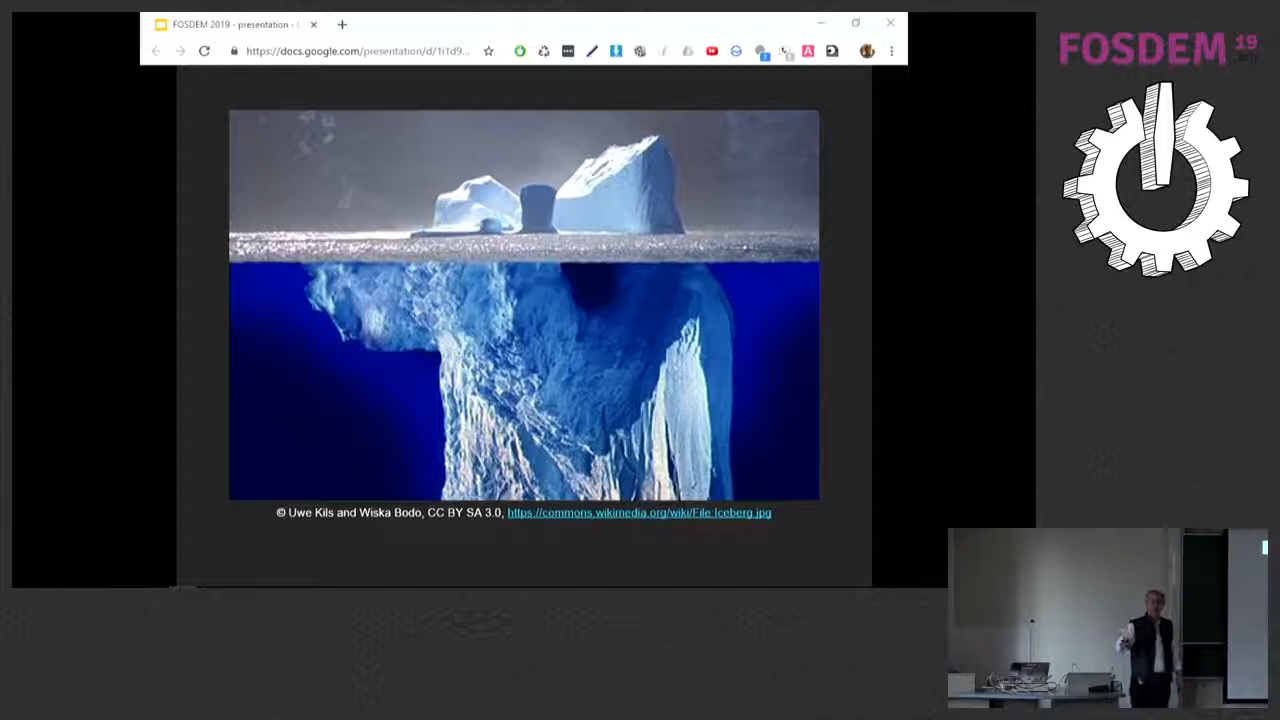 FOSDEM 2019 - presentation -
https://docs.google.com/presentation/d/1i1d9...
FOSDEM 19
© Uwe Kils and Wiska Bodo, CC BY SA 3.0, https://commons.wikimedia.org/wiki/File:Iceberg.jpg